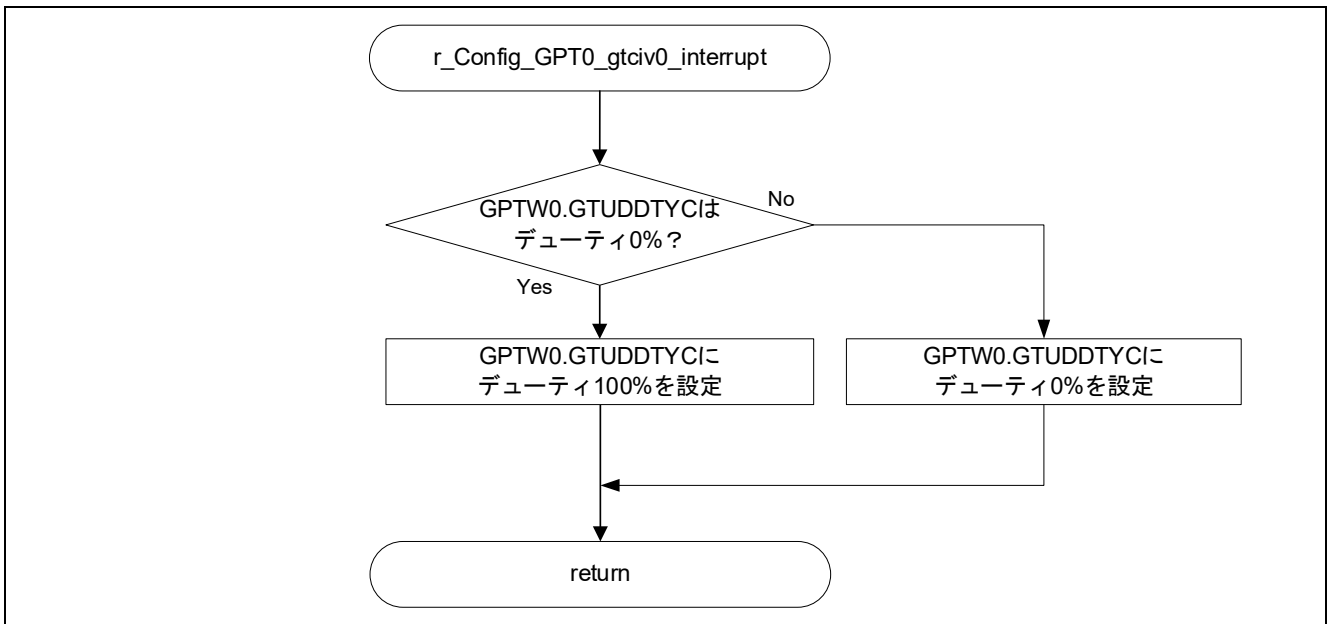 r_Config_GPT0_gtciv0_interrupt
GPTW0.GTUDDTYCは
デューティ0%？
No
Yes
GPTW0.GTUDDTYCに
デューティ100%を設定
GPTW0.GTUDDTYCに
デューティ0%を設定
return